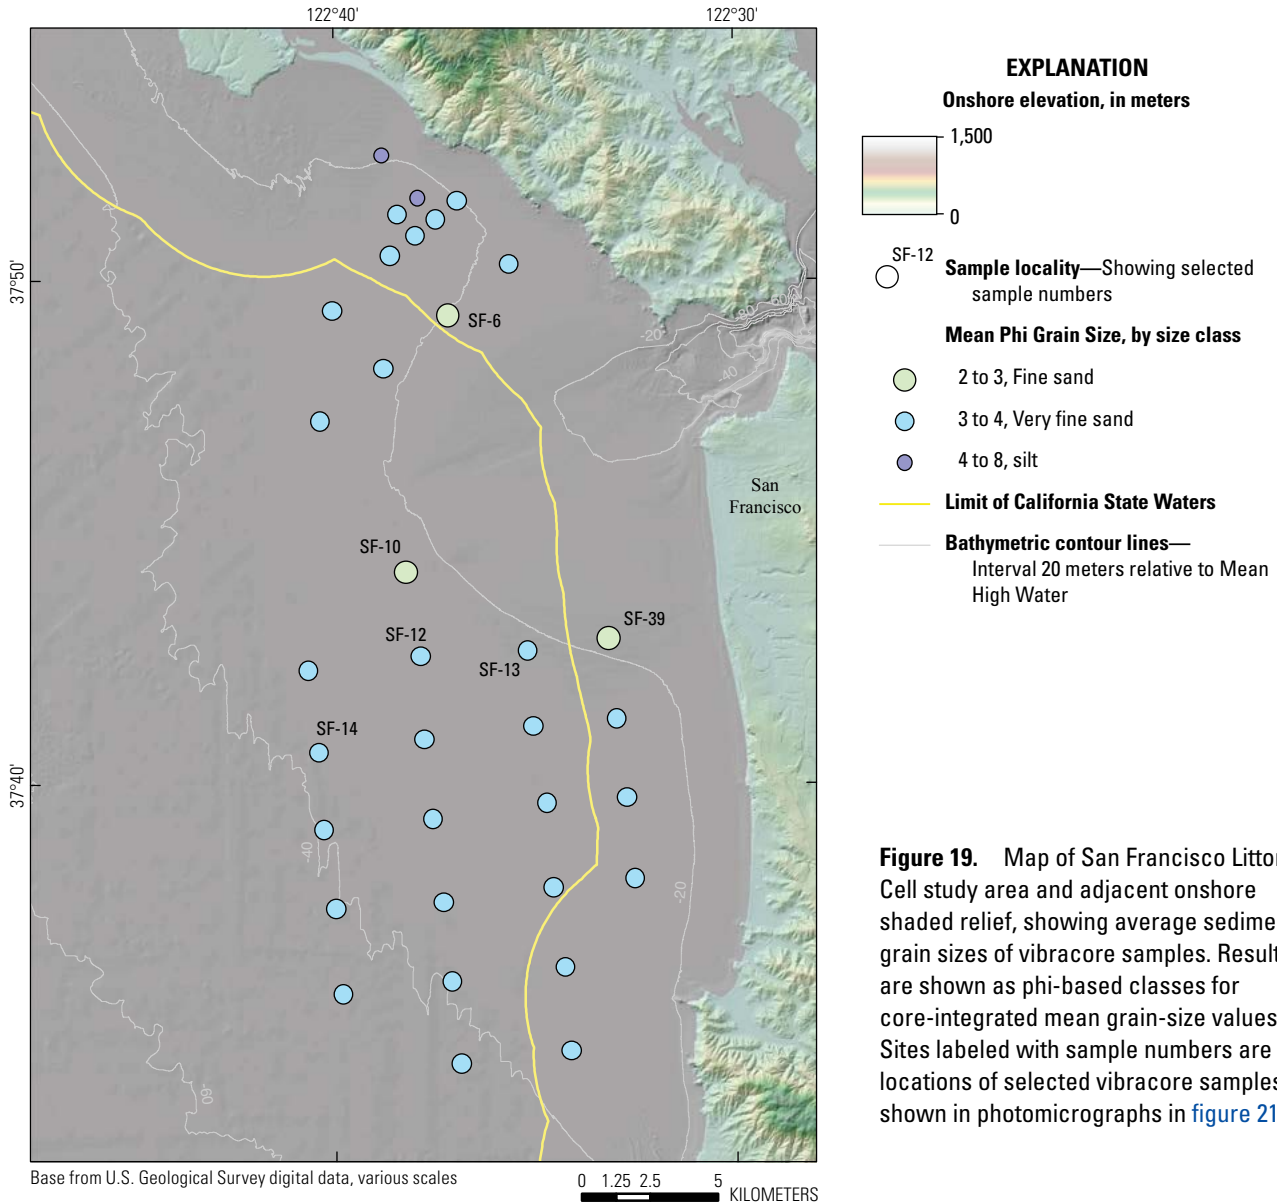 122°40'
122°30'
37°50'
37°40'
-20
-40
-80
-60
SF-6
San
Francisco
SF-10
SF-39
SF-12
SF-13
SF-14
-40
-20
-60
Base from U.S. Geological Survey digital data, various scales
0 1.25 2.5 5
KILOMETERS
EXPLANATION
Onshore elevation, in meters
1,500
0
SF-12
Sample locality—Showing selected
sample numbers
Mean Phi Grain Size, by size class
2 to 3, Fine sand
3 to 4, Very fine sand
4 to 8, silt
Limit of California State Waters
Bathymetric contour lines—
Interval 20 meters relative to Mean
High Water
Figure 19. Map of San Francisco Littor
Cell study area and adjacent onshore
shaded relief, showing average sedime
grain sizes of vibracore samples. Result
are shown as phi-based classes for
core-integrated mean grain-size values
Sites labeled with sample numbers are
locations of selected vibracore samples
shown in photomicrographs in figure 21